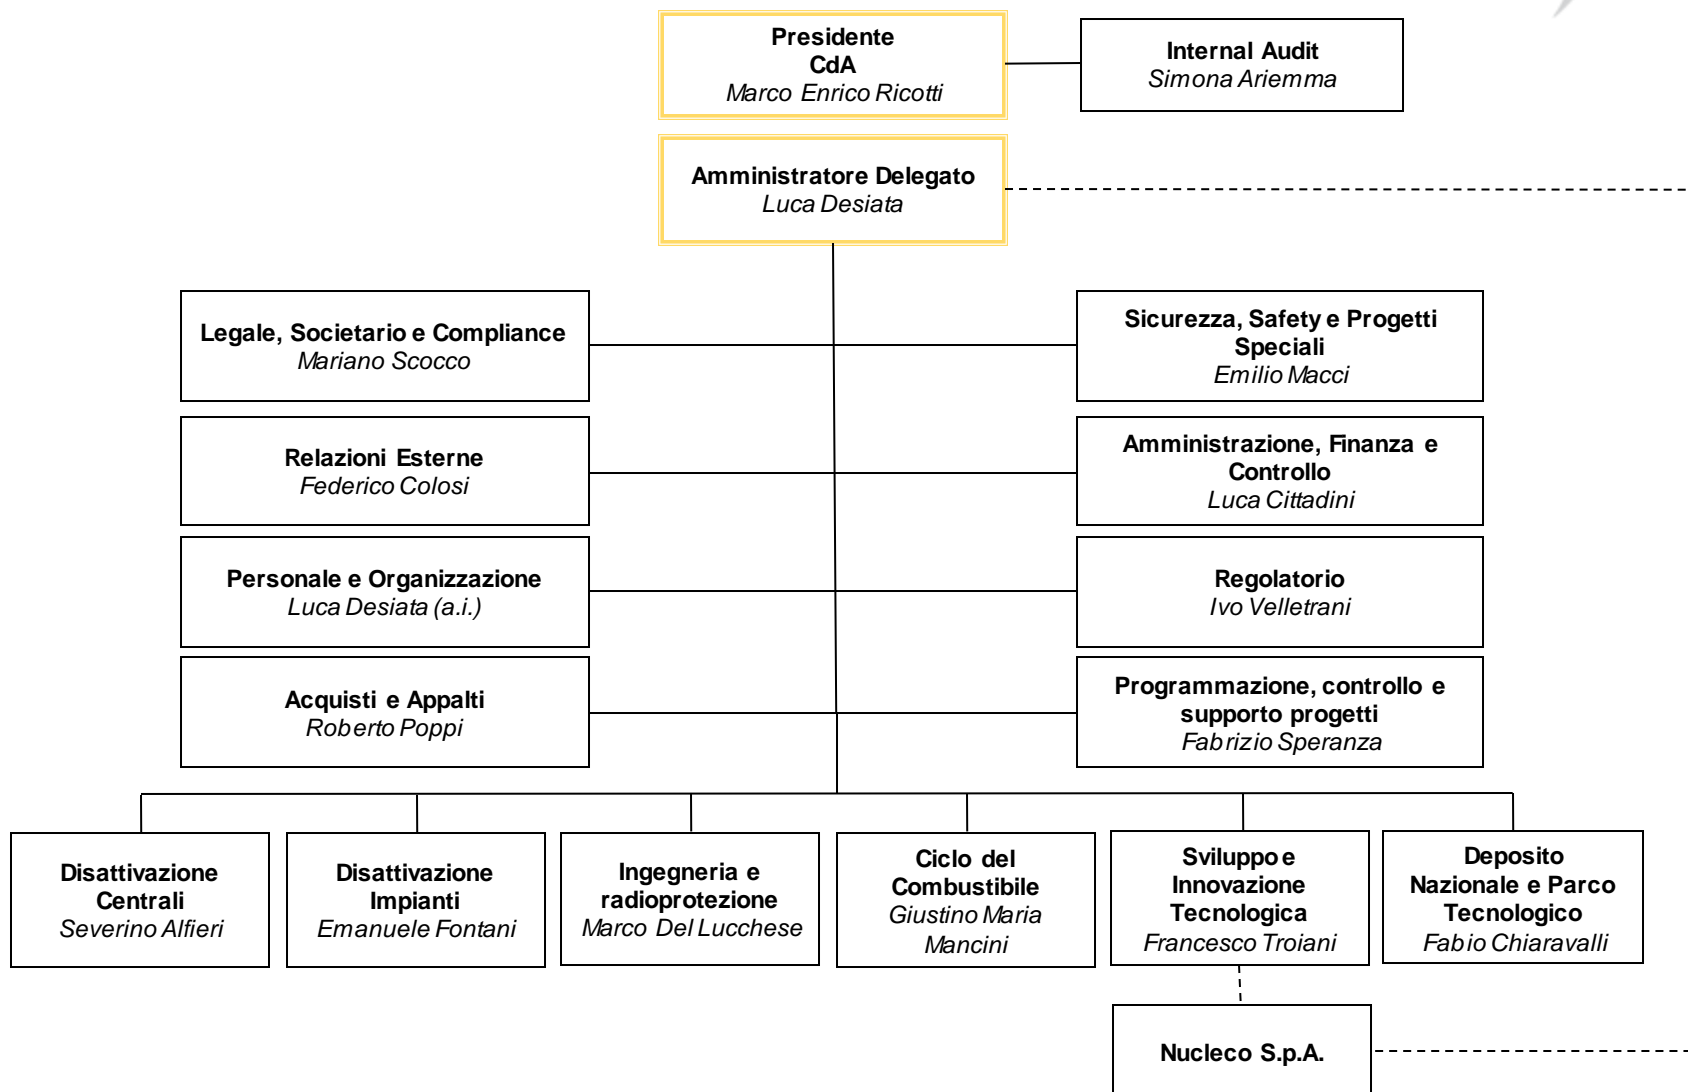 Presidente
CdA
Marco Enrico Ricotti
Internal Audit
Simona Ariemma
Amministratore Delegato
Luca Desiata
Legale, Societario e Compliance
Mariano Scocco
Sicurezza, Safety e Progetti
Speciali
Emilio Macci
Relazioni Esterne
Federico Colosi
Amministrazione, Finanza e
Controllo
Luca Cittadini
Personale e Organizzazione
Luca Desiata (a.i.)
Regolatorio
Ivo Velletrani
Acquisti e Appalti
Roberto Poppi
Programmazione, controllo e
supporto progetti
Fabrizio Speranza
Disattivazione
Centrali
Severino Alfieri
Disattivazione
Impianti
Emanuele Fontani
Ingegneria e
radioprotezione
Marco Del Lucchese
Ciclo del
Combustibile
Giustino Maria
Mancini
Sviluppo e
Innovazione
Tecnologica
Francesco Troiani
Deposito
Nazionale e Parco
Tecnologico
Fabio Chiaravalli
Nucleco S.p.A.